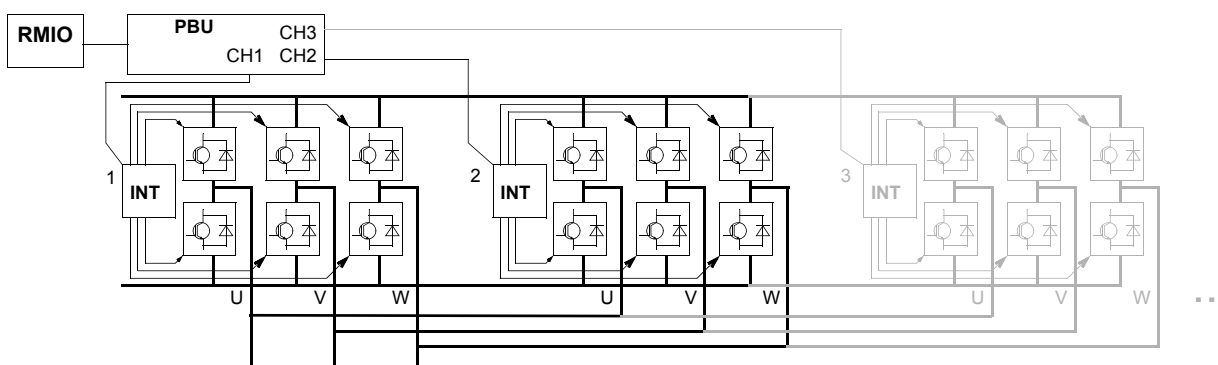 RMIO
PBU
CH3
CH1 CH2
1
INT
2
INT
3
INT
U V W
U V W
U V W
..